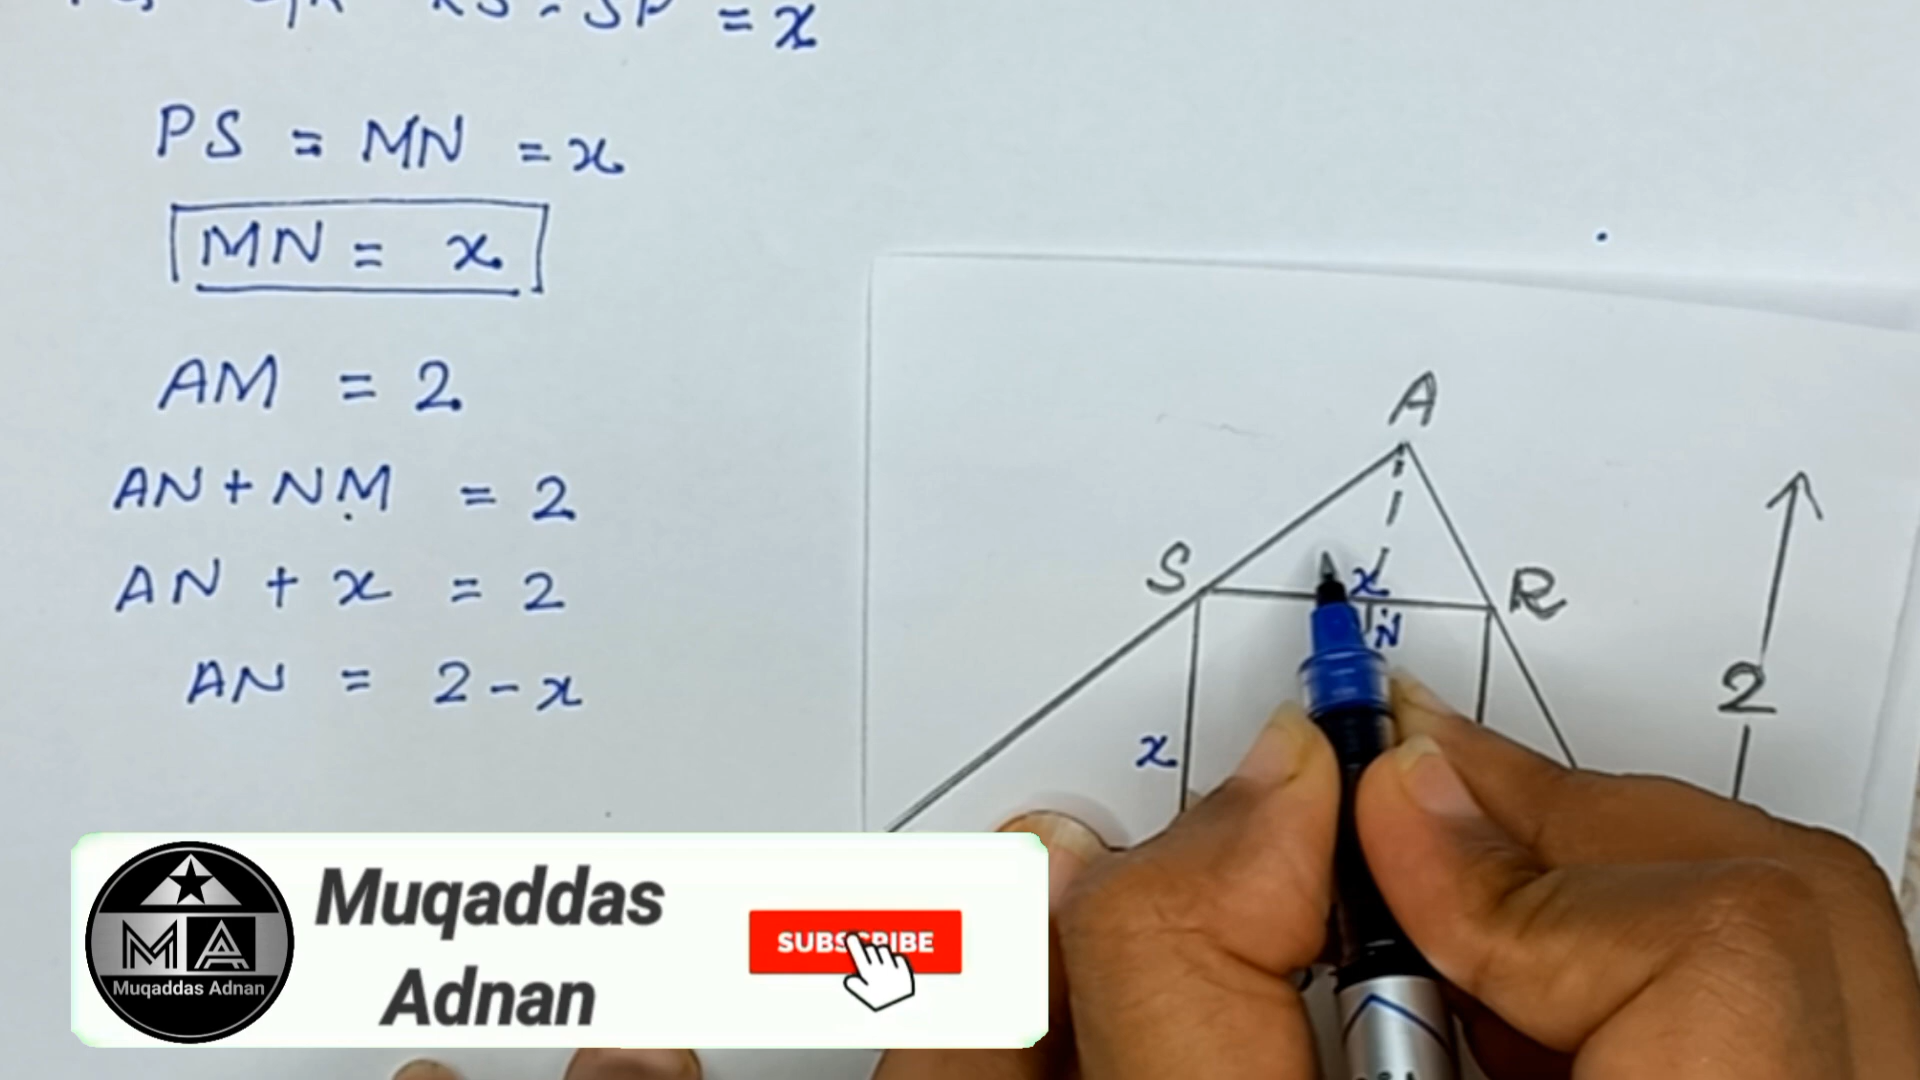 = x
PS = MN = x
MN = x
AM = 2
AN + NM = 2
AN + x = 2
AN = 2 - x
A
S
x
R
N
2
x
Muqaddas
Adnan
SUBSCRIBE
MA
Muqaddas Adnan